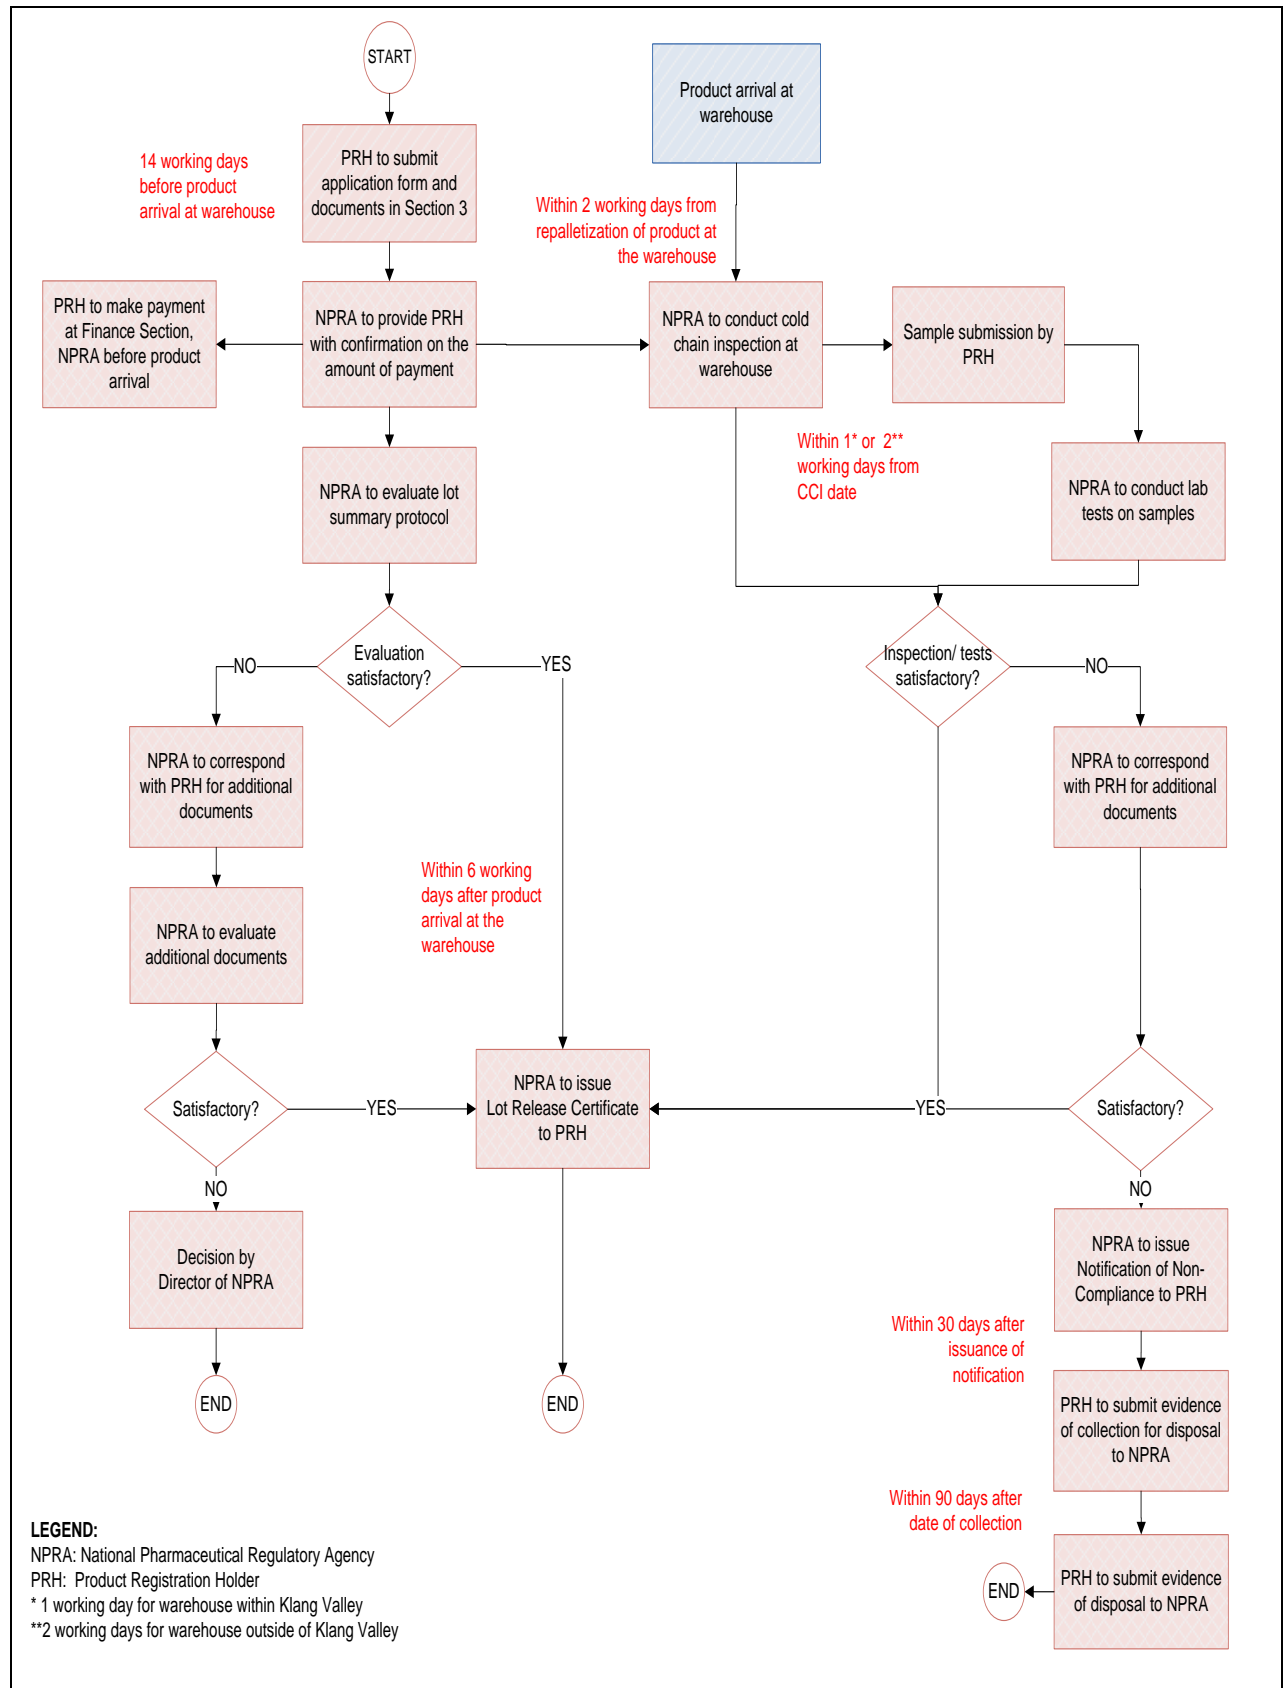 START
Product arrival at
warehouse
14 working days
before product
arrival at warehouse
PRH to submit
application form and
documents in Section 3
Within 2 working days from
repalletization of product at
the warehouse
PRH to make payment
at Finance Section,
NPRA before product
arrival
NPRA to provide PRH
with confirmation on the
amount of payment
NPRA to conduct cold
chain inspection at
warehouse
Sample submission by
PRH
Within 1* or 2**
working days from
CCI date
NPRA to evaluate lot
summary protocol
NPRA to conduct lab
tests on samples
Evaluation
satisfactory?
NO
YES
Inspection/ tests
satisfactory?
NO
NPRA to correspond
with PRH for additional
documents
NPRA to correspond
with PRH for additional
documents
Within 6 working
days after product
arrival at the
warehouse
NPRA to evaluate
additional documents
Satisfactory?
YES
NPRA to issue
Lot Release Certificate
to PRH
YES
Satisfactory?
NO
NO
Decision by
Director of NPRA
NPRA to issue
Notification of Non-
Compliance to PRH
Within 30 days after
issuance of
notification
END
END
PRH to submit evidence
of collection for disposal
to NPRA
Within 90 days after
date of collection
END
PRH to submit evidence
of disposal to NPRA
LEGEND:
NPRA: National Pharmaceutical Regulatory Agency
PRH: Product Registration Holder
* 1 working day for warehouse within Klang Valley
**2 working days for warehouse outside of Klang Valley